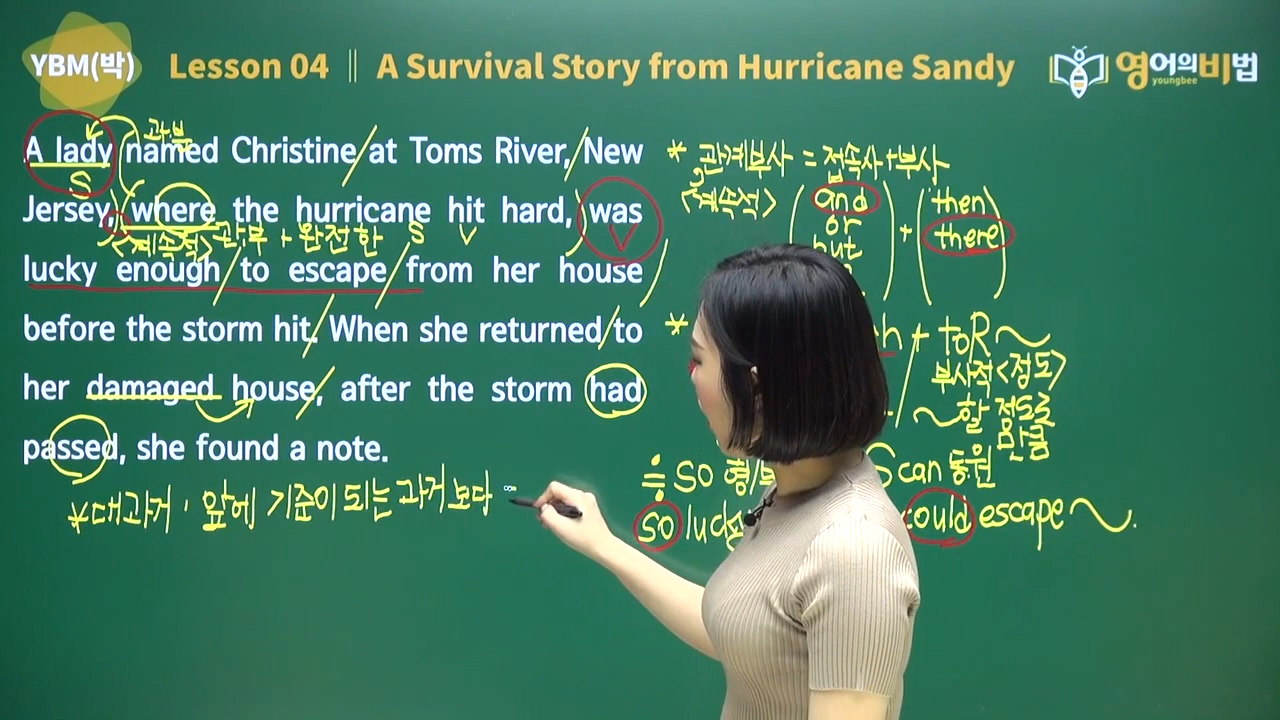 YBM(박) Lesson 04 || A Survival Story from Hurricane Sandy 영어의비법
youngbee
과·부
A lady named Christine / at Toms River, / New
S
Jersey, (where the hurricane hit hard,) was
<계속적> 관·부 + 완전한 S V V
lucky enough / to escape / from her house /
before the storm hit. / When she returned / to
her damaged house, / after the storm had
passed, she found a note.
*대과거 : 앞에 기준이 되는 과거보다
* 관계부사 = 접속사+부사
, <계속적> ( and ) + ( then )
or there
but
* h + toR ~
부사적 <정도>
~할 정도로
만큼
≒ so 형/부 S can 동원
so luc could escape ~.